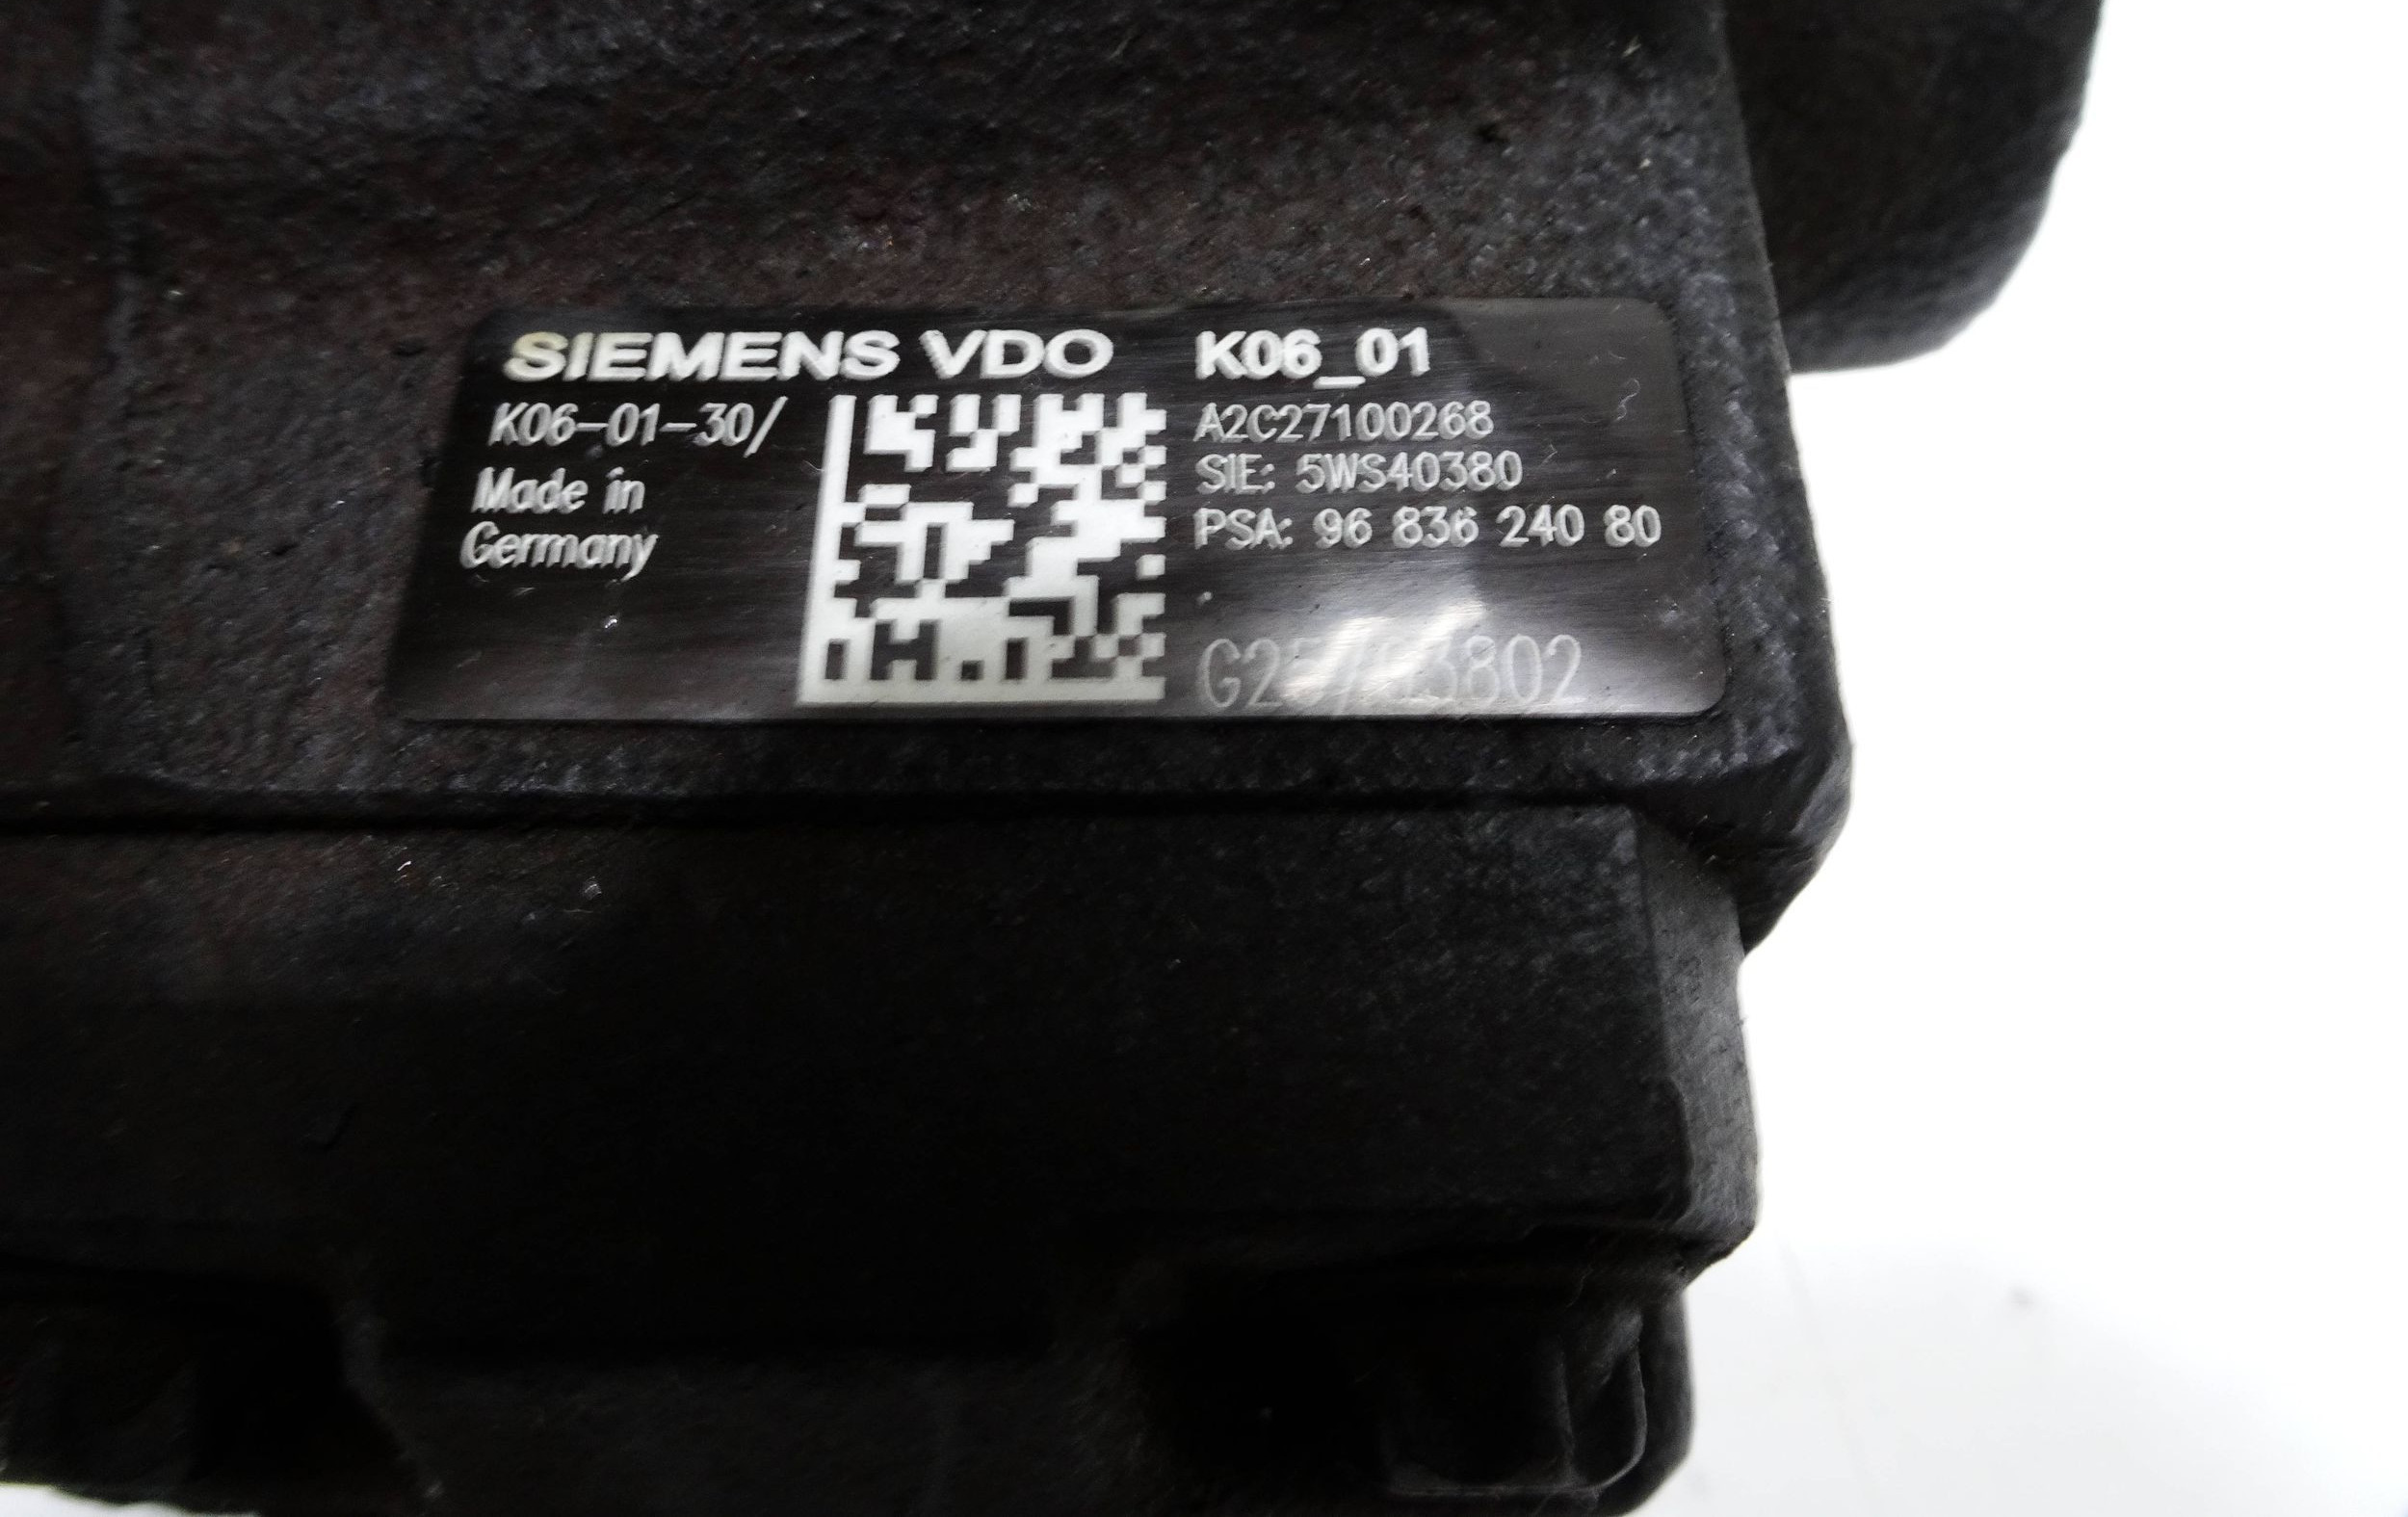 SIEMENS VDO K06_01
K06-01-30/
Made in
Germany
A2C27100268
SIE: 5WS40380
PSA: 96 836 240 80